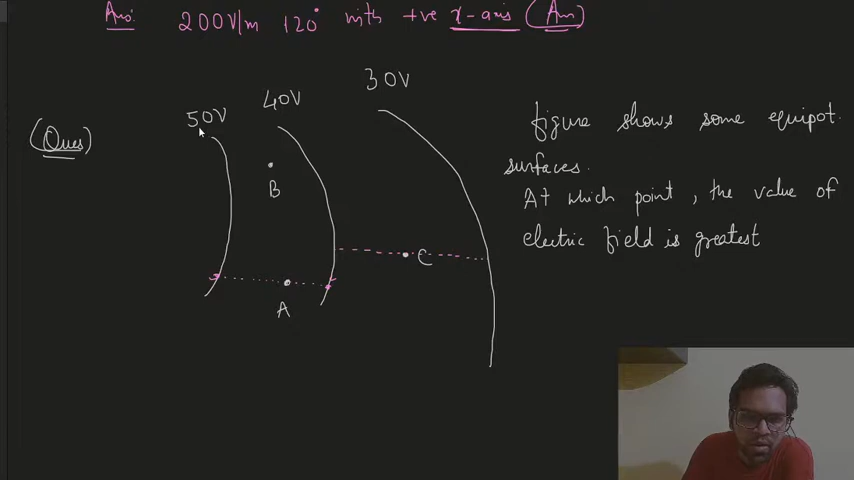 Ans: 200V/m 120° with +ve x-axis (Ans)
50V 40V 30V
(Ques)
figure shows some equipot.
surfaces.
At which point, the value of
electric field is greatest
B
C
A